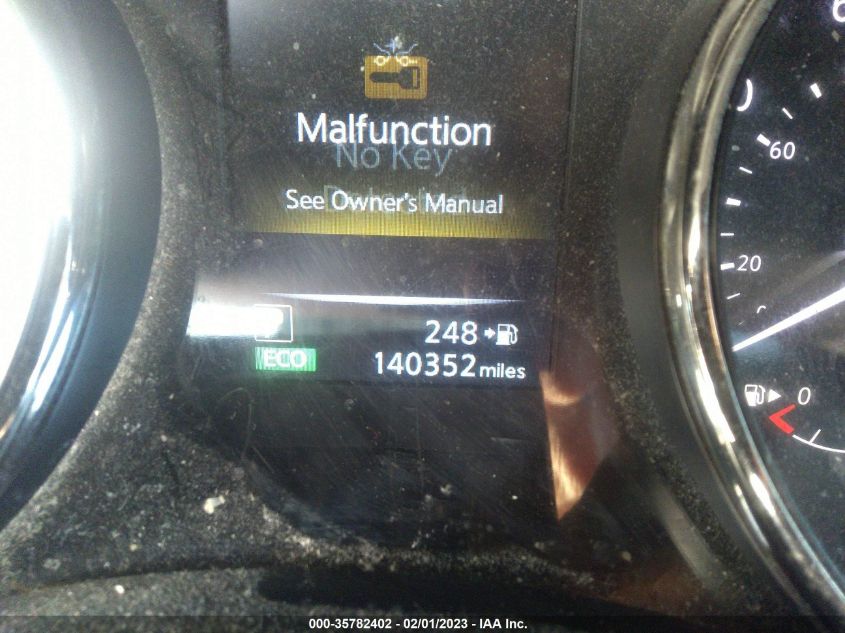 Malfunction
No Key
See Owner's Manual
248
ECO
140352 miles
60
20
0
000-35782402 - 02/01/2023 - IAA Inc.